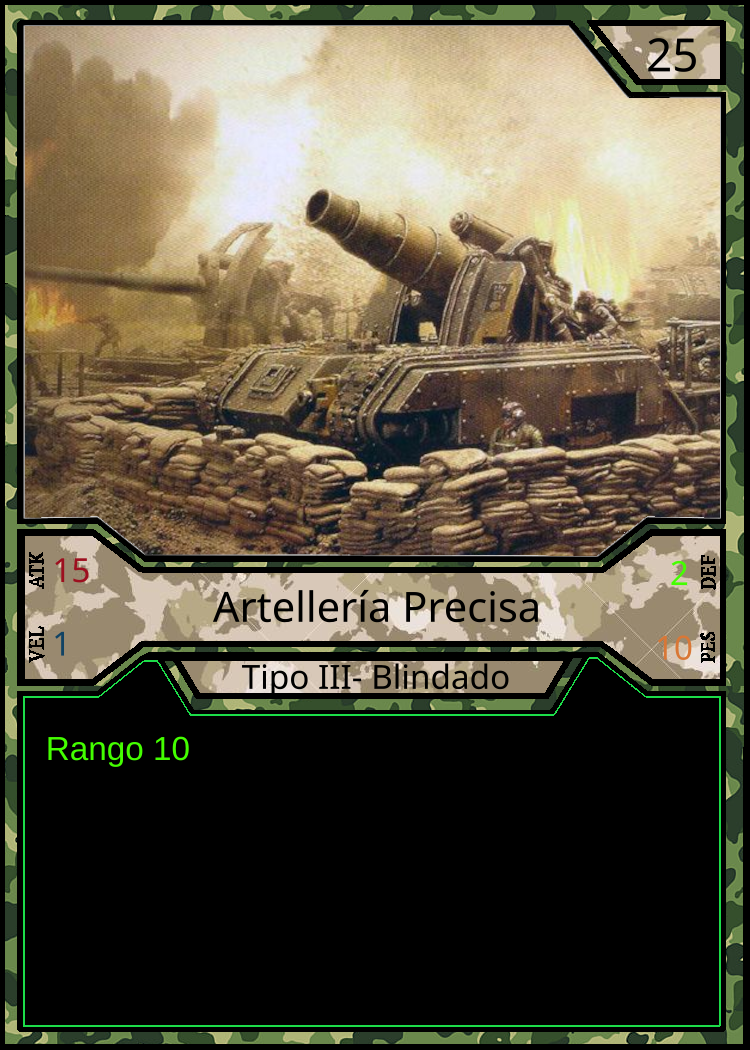 25
ATK 15
2 DEF
Artellería Precisa
VEL 1
10 PES
Tipo III- Blindado
Rango 10